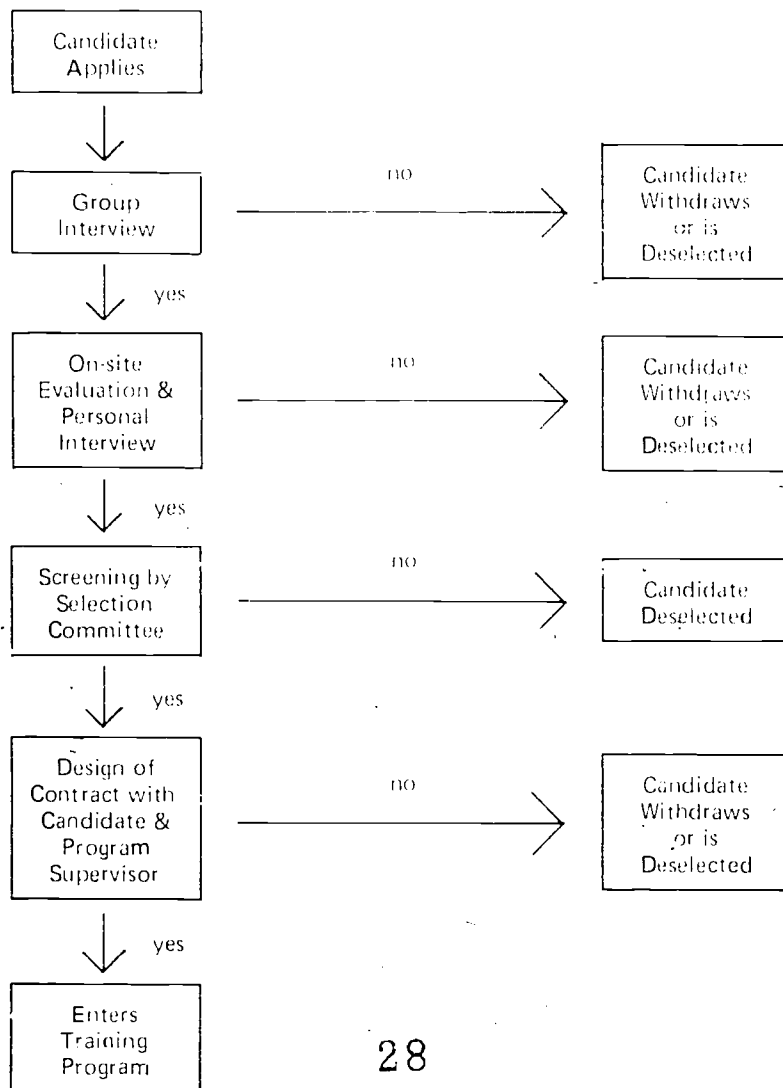 Candidate
Applies
Group
Interview
no
Candidate
Withdraws
or is
Deselected
yes
On-site
Evaluation &
Personal
Interview
no
Candidate
Withdraws
or is
Deselected
yes
Screening by
Selection
Committee
no
Candidate
Deselected
yes
Design of
Contract with
Candidate &
Program
Supervisor
no
Candidate
Withdraws
or is
Deselected
yes
Enters
Training
Program
28